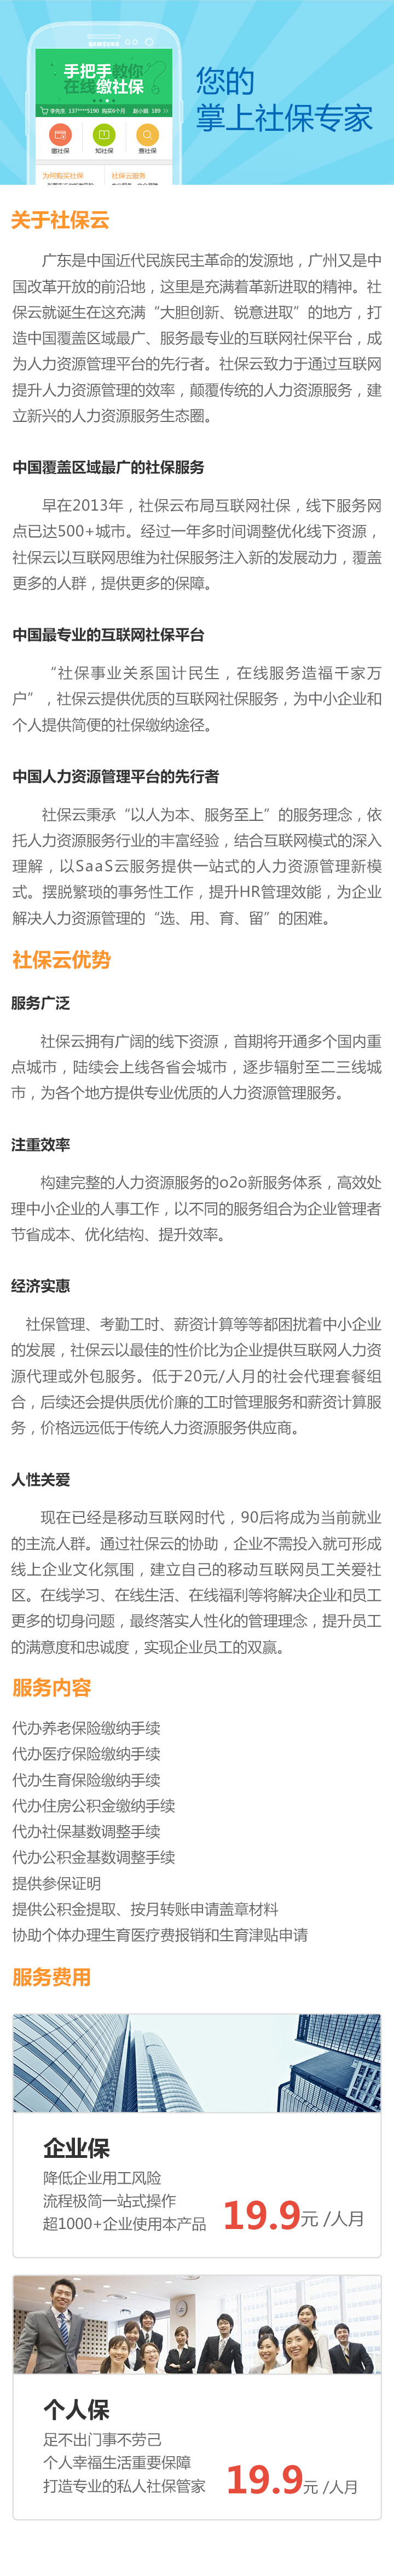 SAMSUNG
手把手教你
在线缴社保
李先生 137****5190 购买6个月 赵小姐 189
缴社保
知社保
查社保
为何购买社保
社保云服务
您的
掌上社保专家
关于社保云
广东是中国近代民族民主革命的发源地，广州又是中
国改革开放的前沿地，这里是充满着革新进取的精神。社
保云就诞生在这充满“大胆创新、锐意进取”的地方，打
造中国覆盖区域最广、服务最专业的互联网社保平台，成
为人力资源管理平台的先行者。社保云致力于通过互联网
提升人力资源管理的效率，颠覆传统的人力资源服务，建
立新兴的人力资源服务生态圈。
中国覆盖区域最广的社保服务
早在2013年，社保云布局互联网社保，线下服务网
点已达500+城市。经过一年多时间调整优化线下资源，
社保云以互联网思维为社保服务注入新的发展动力，覆盖
更多的人群，提供更多的保障。
中国最专业的互联网社保平台
“社保事业关系国计民生，在线服务造福千家万
户”，社保云提供优质的互联网社保服务，为中小企业和
个人提供简便的社保缴纳途径。
中国人力资源管理平台的先行者
社保云秉承“以人为本、服务至上”的服务理念，依
托人力资源服务行业的丰富经验，结合互联网模式的深入
理解，以SaaS云服务提供一站式的人力资源管理新模
式。摆脱繁琐的事务性工作，提升HR管理效能，为企业
解决人力资源管理的“选、用、育、留”的困难。
社保云优势
服务广泛
社保云拥有广阔的线下资源，首期将开通多个国内重
点城市，陆续会上线各省会城市，逐步辐射至二三线城
市，为各个地方提供专业优质的人力资源管理服务。
注重效率
构建完整的人力资源服务的o2o新服务体系，高效处
理中小企业的人事工作，以不同的服务组合为企业管理者
节省成本、优化结构、提升效率。
经济实惠
社保管理、考勤工时、薪资计算等等都困扰着中小企业
的发展，社保云以最佳的性价比为企业提供互联网人力资
源代理或外包服务。低于20元/人月的社会代理套餐组
合，后续还会提供质优价廉的工时管理服务和薪资计算服
务，价格远远低于传统人力资源服务供应商。
人性关爱
现在已经是移动互联网时代，90后将成为当前就业
的主流人群。通过社保云的协助，企业不需投入就可形成
线上企业文化氛围，建立自己的移动互联网员工关爱社
区。在线学习、在线生活、在线福利等将解决企业和员工
更多的切身问题，最终落实人性化的管理理念，提升员工
的满意度和忠诚度，实现企业员工的双赢。
服务内容
代办养老保险缴纳手续
代办医疗保险缴纳手续
代办生育保险缴纳手续
代办住房公积金缴纳手续
代办社保基数调整手续
代办公积金基数调整手续
提供参保证明
提供公积金提取、按月转账申请盖章材料
协助个体办理生育医疗费报销和生育津贴申请
服务费用
企业保
降低企业用工风险
流程极简一站式操作
超1000+企业使用本产品
19.9元 /人月
个人保
足不出门事不劳己
个人幸福生活重要保障
打造专业的私人社保管家
19.9元 /人月